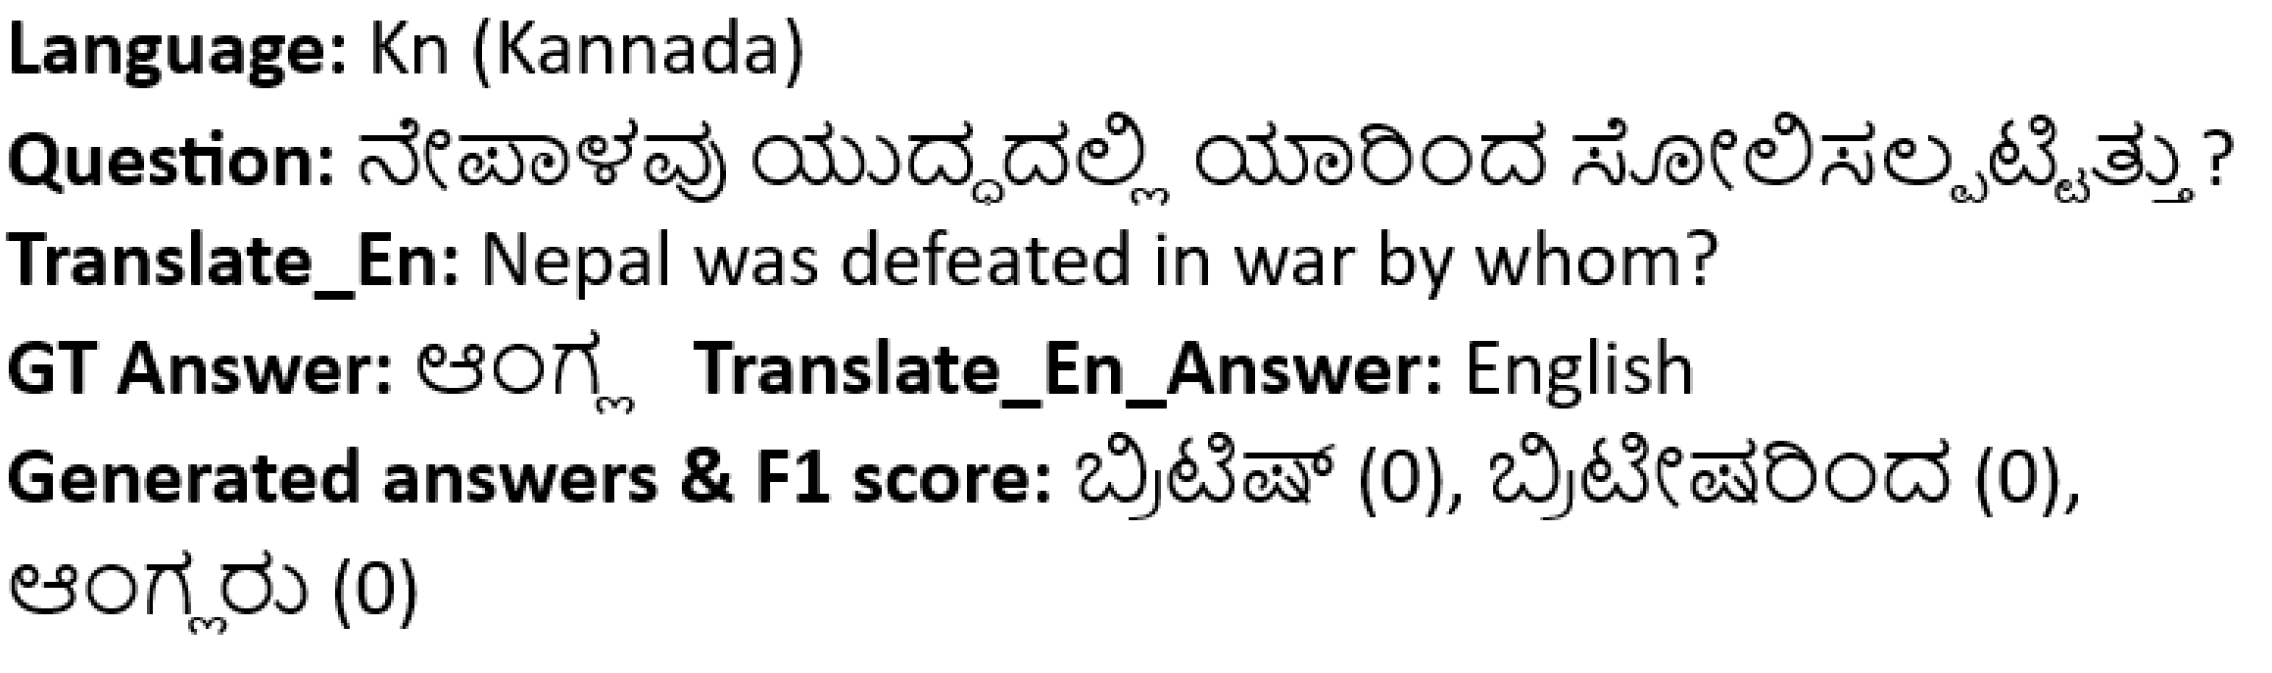 Language: Kn (Kannada)
Question: ನೇಪಾಳವು ಯುದ್ದದಲ್ಲಿ ಯಾರಿಂದ ಸೋಲಿಸಲ್ಪಟ್ಟಿತ್ತು?
Translate_En: Nepal was defeated in war by whom?
GT Answer: ಆಂಗ್ಲ Translate_En_Answer: English
Generated answers & F1 score: ಬ್ರಿಟಿಷ್ (0), ಬ್ರಿಟೀಷರಿಂದ (0),
ಆಂಗ್ಲರು (0)